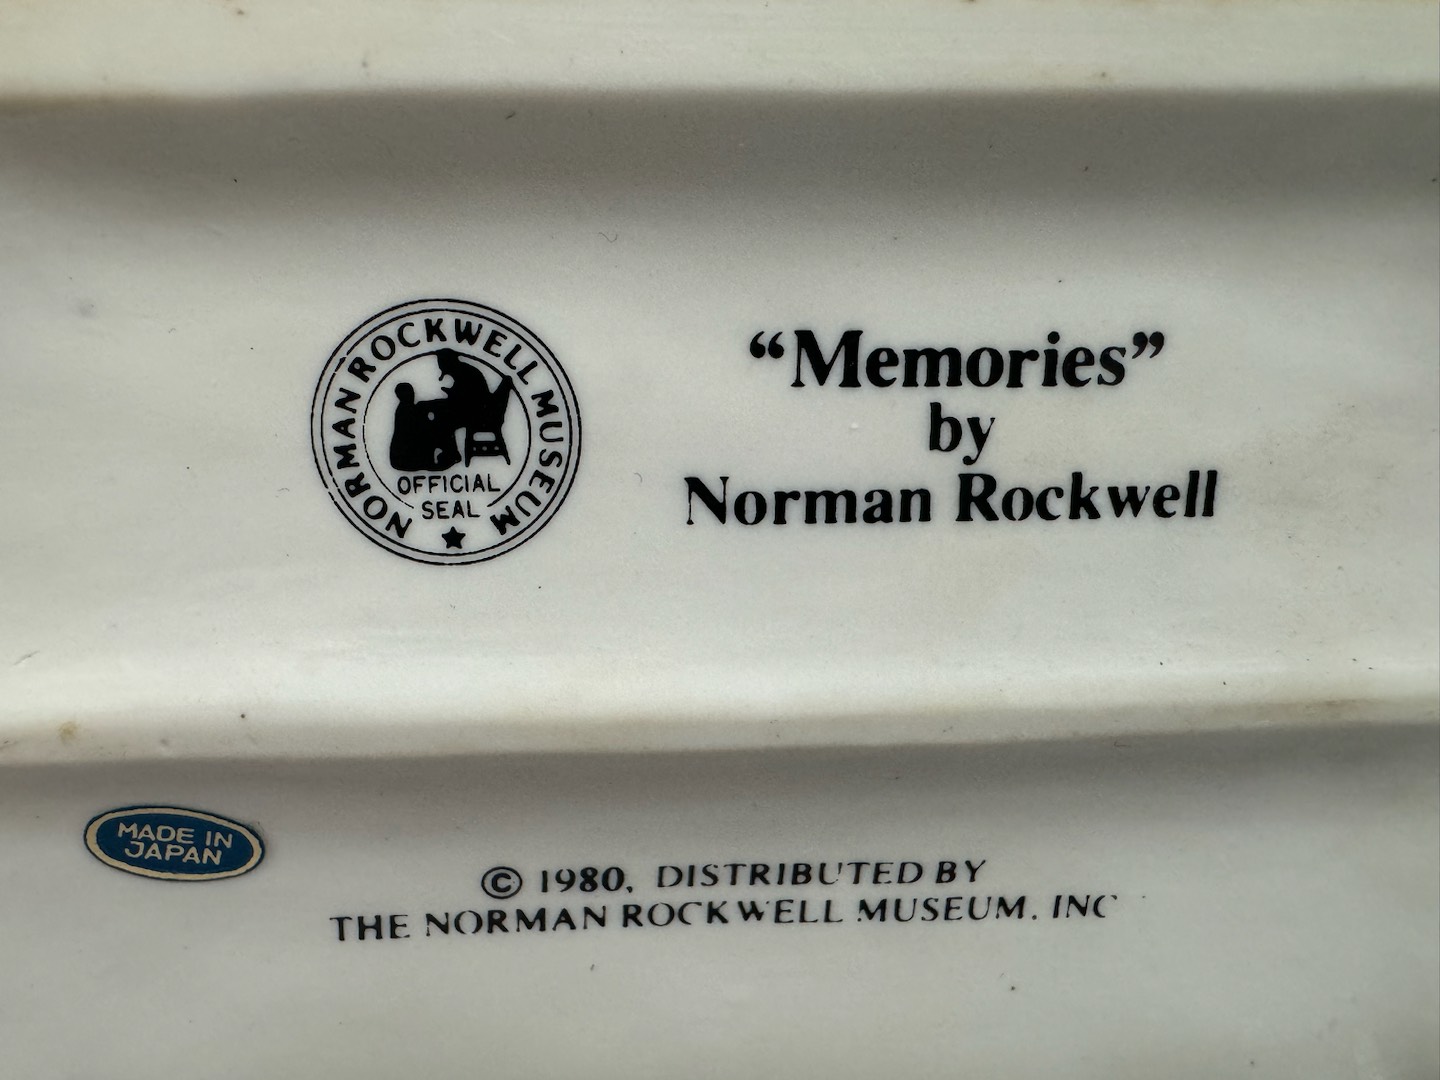 NORMAN ROCKWELL MUSEUM
OFFICIAL
SEAL
“Memories”
by
Norman Rockwell
MADE IN
JAPAN
© 1980, DISTRIBUTED BY
THE NORMAN ROCKWELL MUSEUM. INC